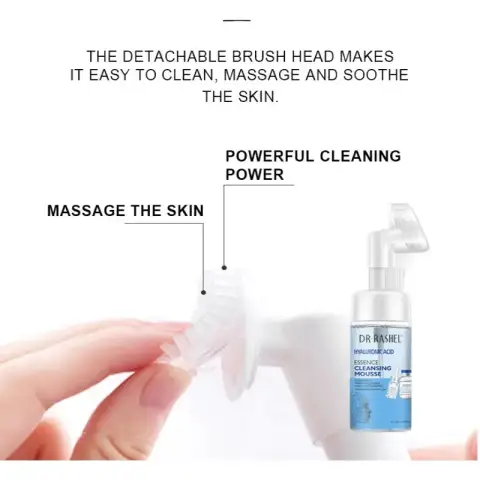 THE DETACHABLE BRUSH HEAD MAKES
IT EASY TO CLEAN, MASSAGE AND SOOTHE
THE SKIN.
POWERFUL CLEANING
POWER
MASSAGE THE SKIN
DR·RASHEL
HYALURONIC ACID
ESSENCE
CLEANSING
MOUSSE